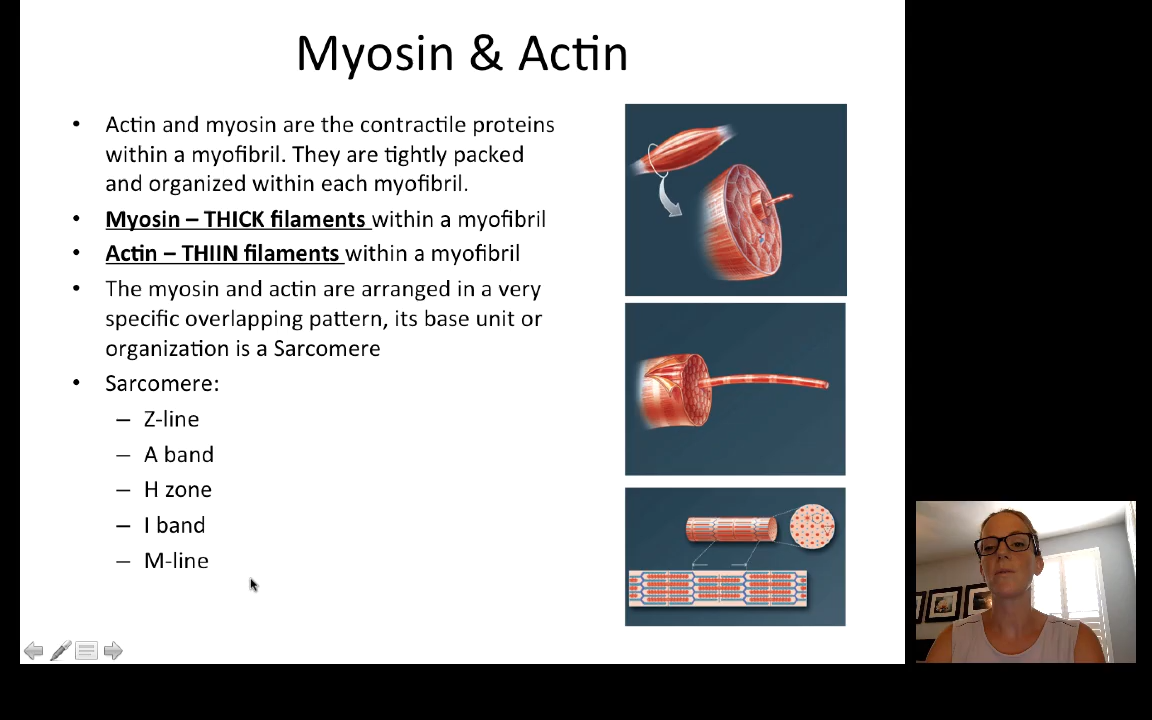 Myosin & Actin
• Actin and myosin are the contractile proteins
within a myofibril. They are tightly packed
and organized within each myofibril.
• Myosin – THICK filaments within a myofibril
• Actin – THIIN filaments within a myofibril
• The myosin and actin are arranged in a very
specific overlapping pattern, its base unit or
organization is a Sarcomere
• Sarcomere:
– Z-line
– A band
– H zone
– I band
– M-line